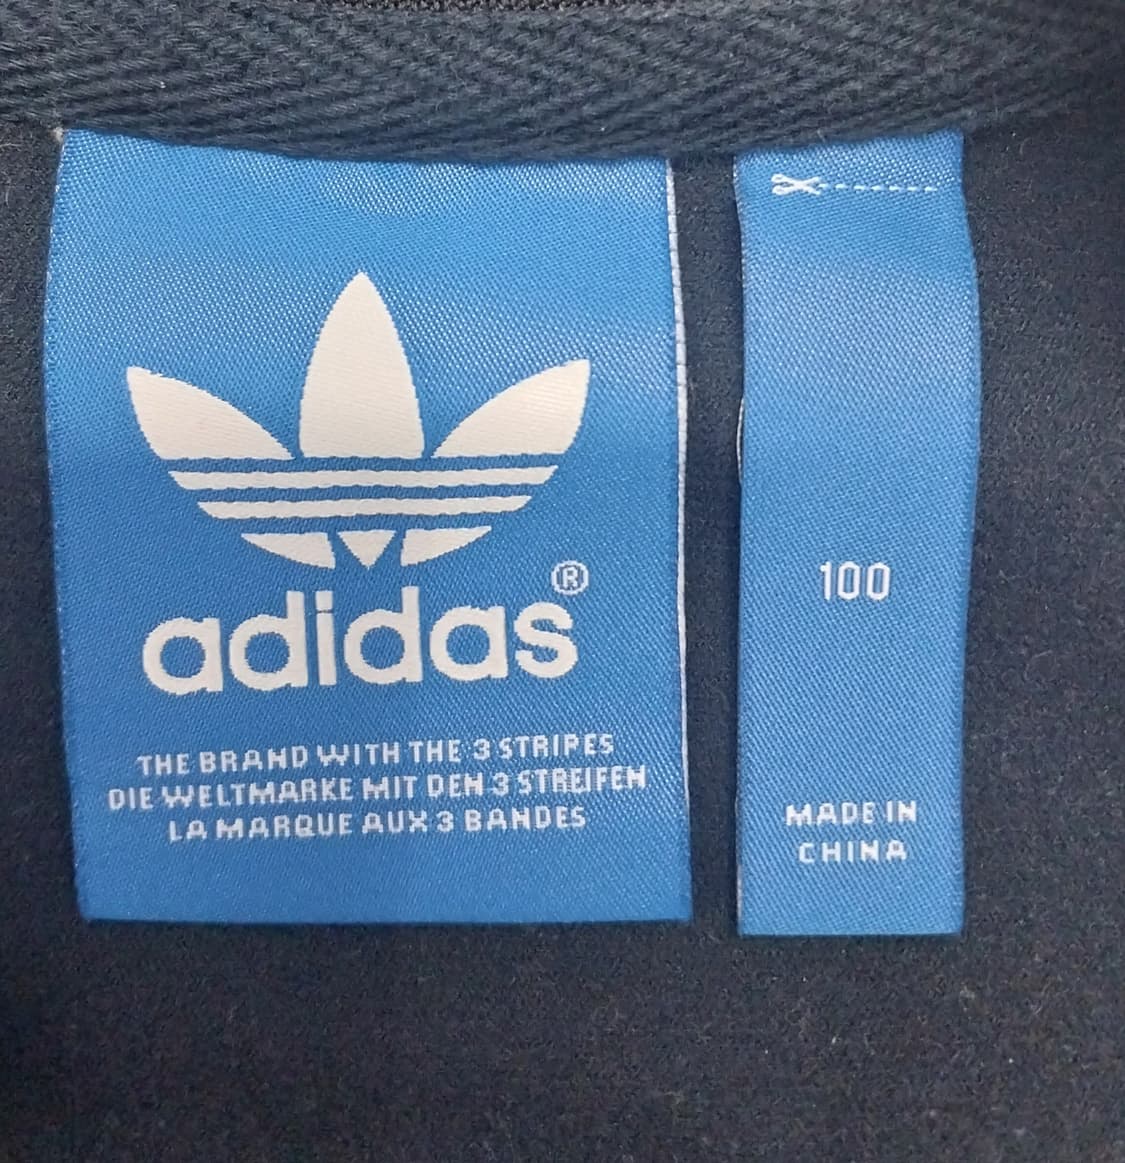 adidas®
THE BRAND WITH THE 3 STRIPES
DIE WELTMARKE MIT DEN 3 STREIFEN
LA MARQUE AUX 3 BANDES
100
MADE IN
CHINA